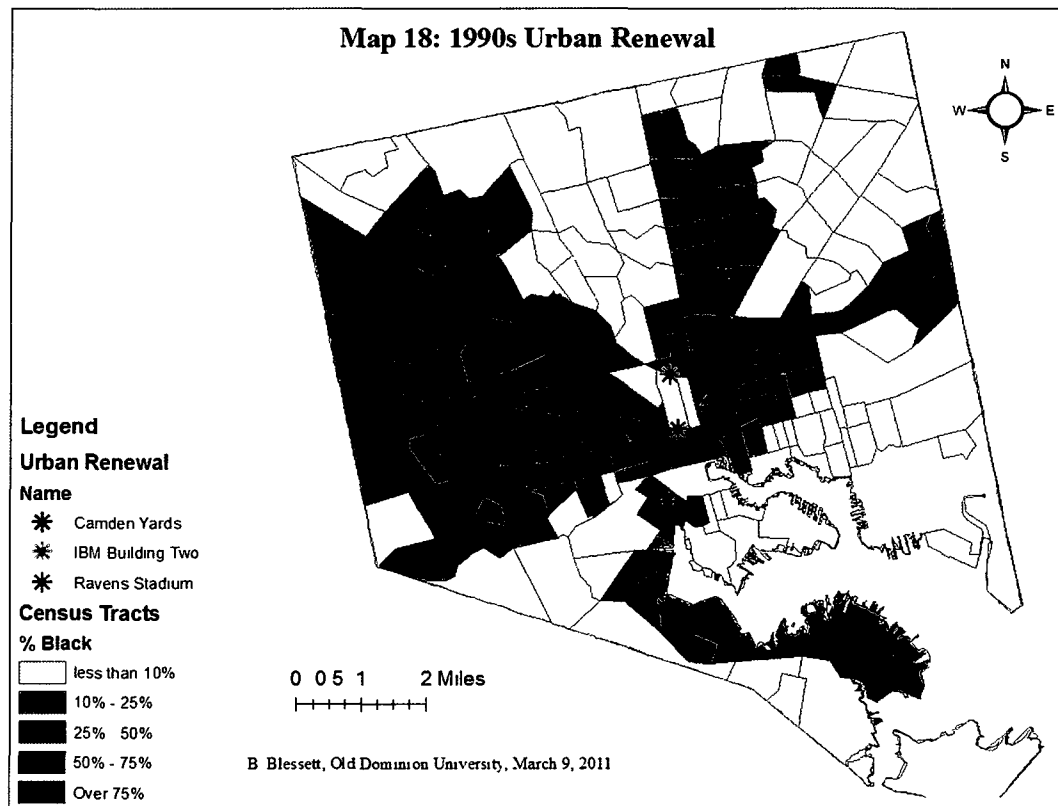 Map 18: 1990s Urban Renewal
N
W E
S
Legend
Urban Renewal
Name
Camden Yards
IBM Building Two
Ravens Stadium
Census Tracts
% Black
less than 10%
10% - 25%
25% 50%
50% - 75%
Over 75%
0 05 1 2 Miles
B Blessett, Old Dominion University, March 9, 2011